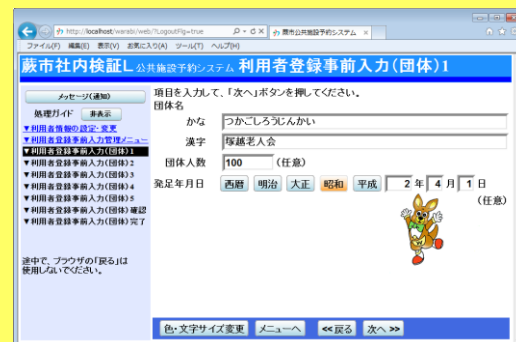 http://localhost/warabi/web/?LogoutFlg=true
蕨市公共施設予約システム
ファイル(F) 編集(E) 表示(V) お気に入り(A) ツール(T) ヘルプ(H)
蕨市社内検証L 公共施設予約システム 利用者登録事前入力(団体)1
メッセージ(通知)
処理ガイド 非表示
▼利用者情報の設定・変更
▼利用者登録事前入力管理メニュー
▼利用者登録事前入力(団体)1
▼利用者登録事前入力(団体)2
▼利用者登録事前入力(団体)3
▼利用者登録事前入力(団体)4
▼利用者登録事前入力(団体)5
▼利用者登録事前入力(団体)確認
▼利用者登録事前入力(団体)完了
途中で、ブラウザの「戻る」は
使用しないでください。
項目を入力して、「次へ」ボタンを押してください。
団体名
かな つかごしろうじんかい
漢字 塚越老人会
団体人数 100 (任意)
発足年月日 西暦 明治 大正 昭和 平成 2 年 4 月 1 日
(任意)
色・文字サイズ変更 メニューへ <<戻る 次へ >>